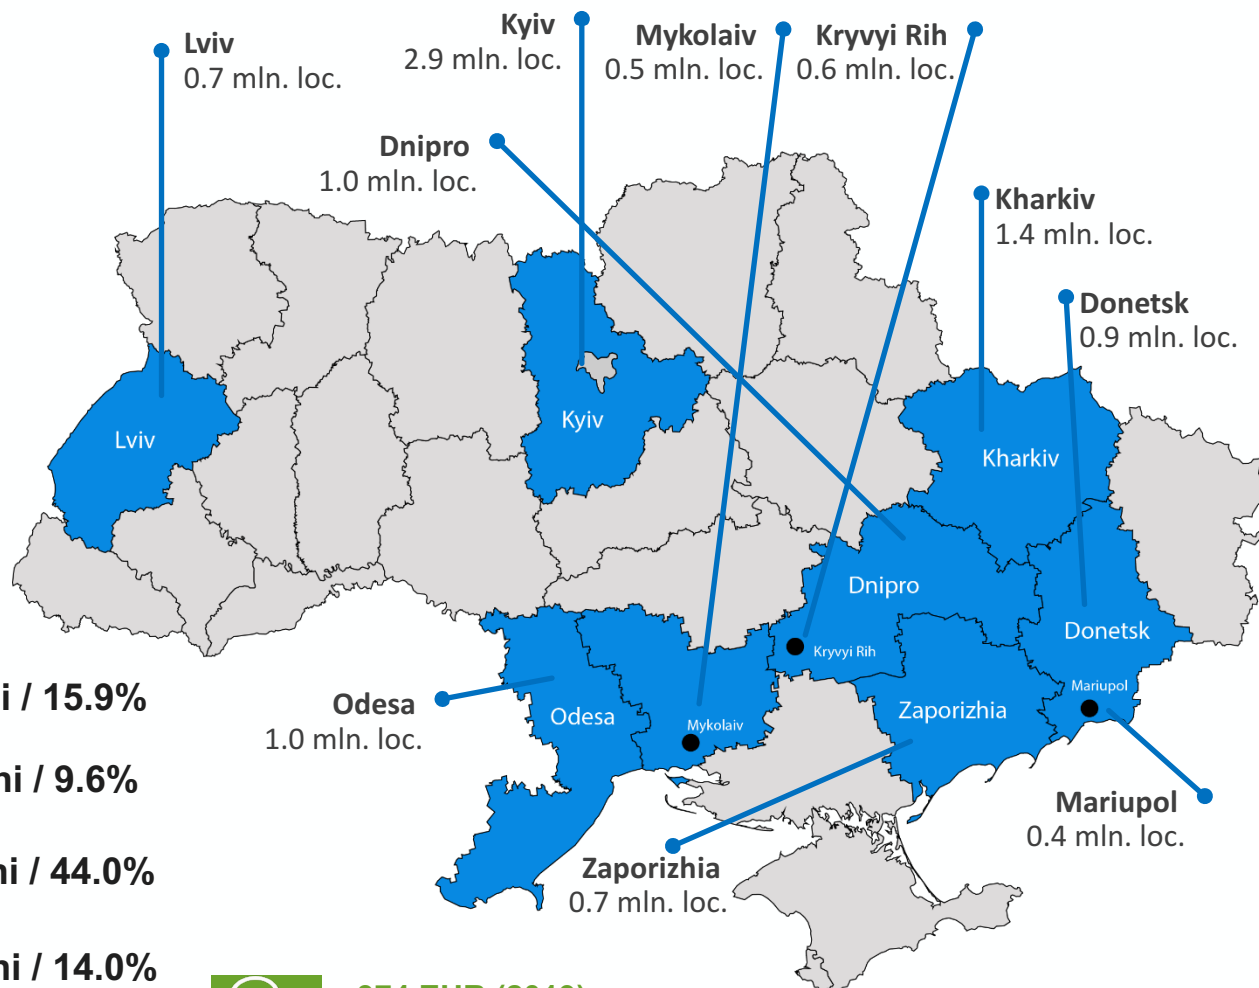 Lviv
0.7 mln. loc.
Kyiv
2.9 mln. loc.
Mykolaiv
0.5 mln. loc.
Kryvyi Rih
0.6 mln. loc.
Dnipro
1.0 mln. loc.
Kharkiv
1.4 mln. loc.
Donetsk
0.9 mln. loc.
Lviv
Kyiv
Kharkiv
Dnipro
Donetsk
Kryvyi Rih
Mariupol
Zaporizhia
Odesa
Mykolaiv
Odesa
1.0 mln. loc.
Mariupol
0.4 mln. loc.
Zaporizhia
0.7 mln. loc.
i / 15.9%
ni / 9.6%
ni / 44.0%
ni / 14.0%